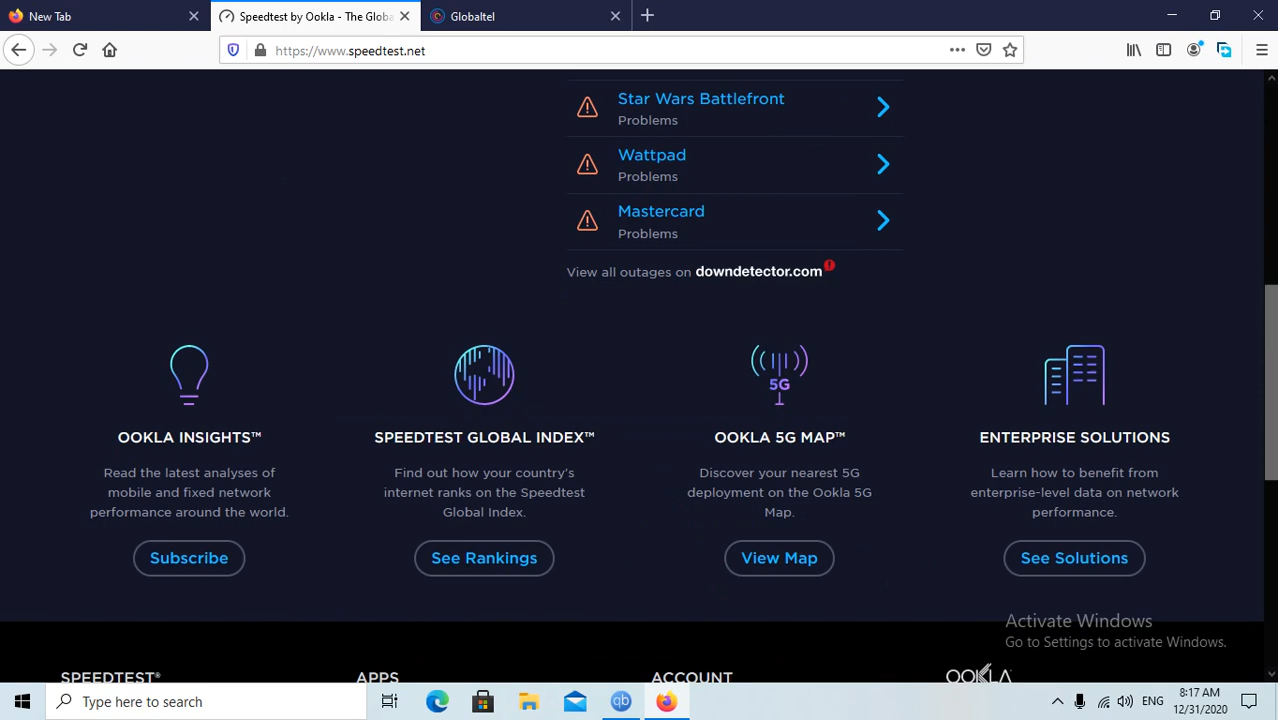 New Tab
Speedtest by Ookla - The Globa
Globaltel
https://www.speedtest.net
Star Wars Battlefront
Problems
Wattpad
Problems
Mastercard
Problems
View all outages on downdetector.com
5G
OOKLA INSIGHTS™
Read the latest analyses of
mobile and fixed network
performance around the world.
Subscribe
SPEEDTEST GLOBAL INDEX™
Find out how your country's
internet ranks on the Speedtest
Global Index.
See Rankings
OOKLA 5G MAP™
Discover your nearest 5G
deployment on the Ookla 5G
Map.
View Map
ENTERPRISE SOLUTIONS
Learn how to benefit from
enterprise-level data on network
performance.
See Solutions
Activate Windows
Go to Settings to activate Windows.
SPEEDTEST®
APPS
ACCOUNT
OOKLA
Type here to search
qb
ENG
8:17 AM
12/31/2020